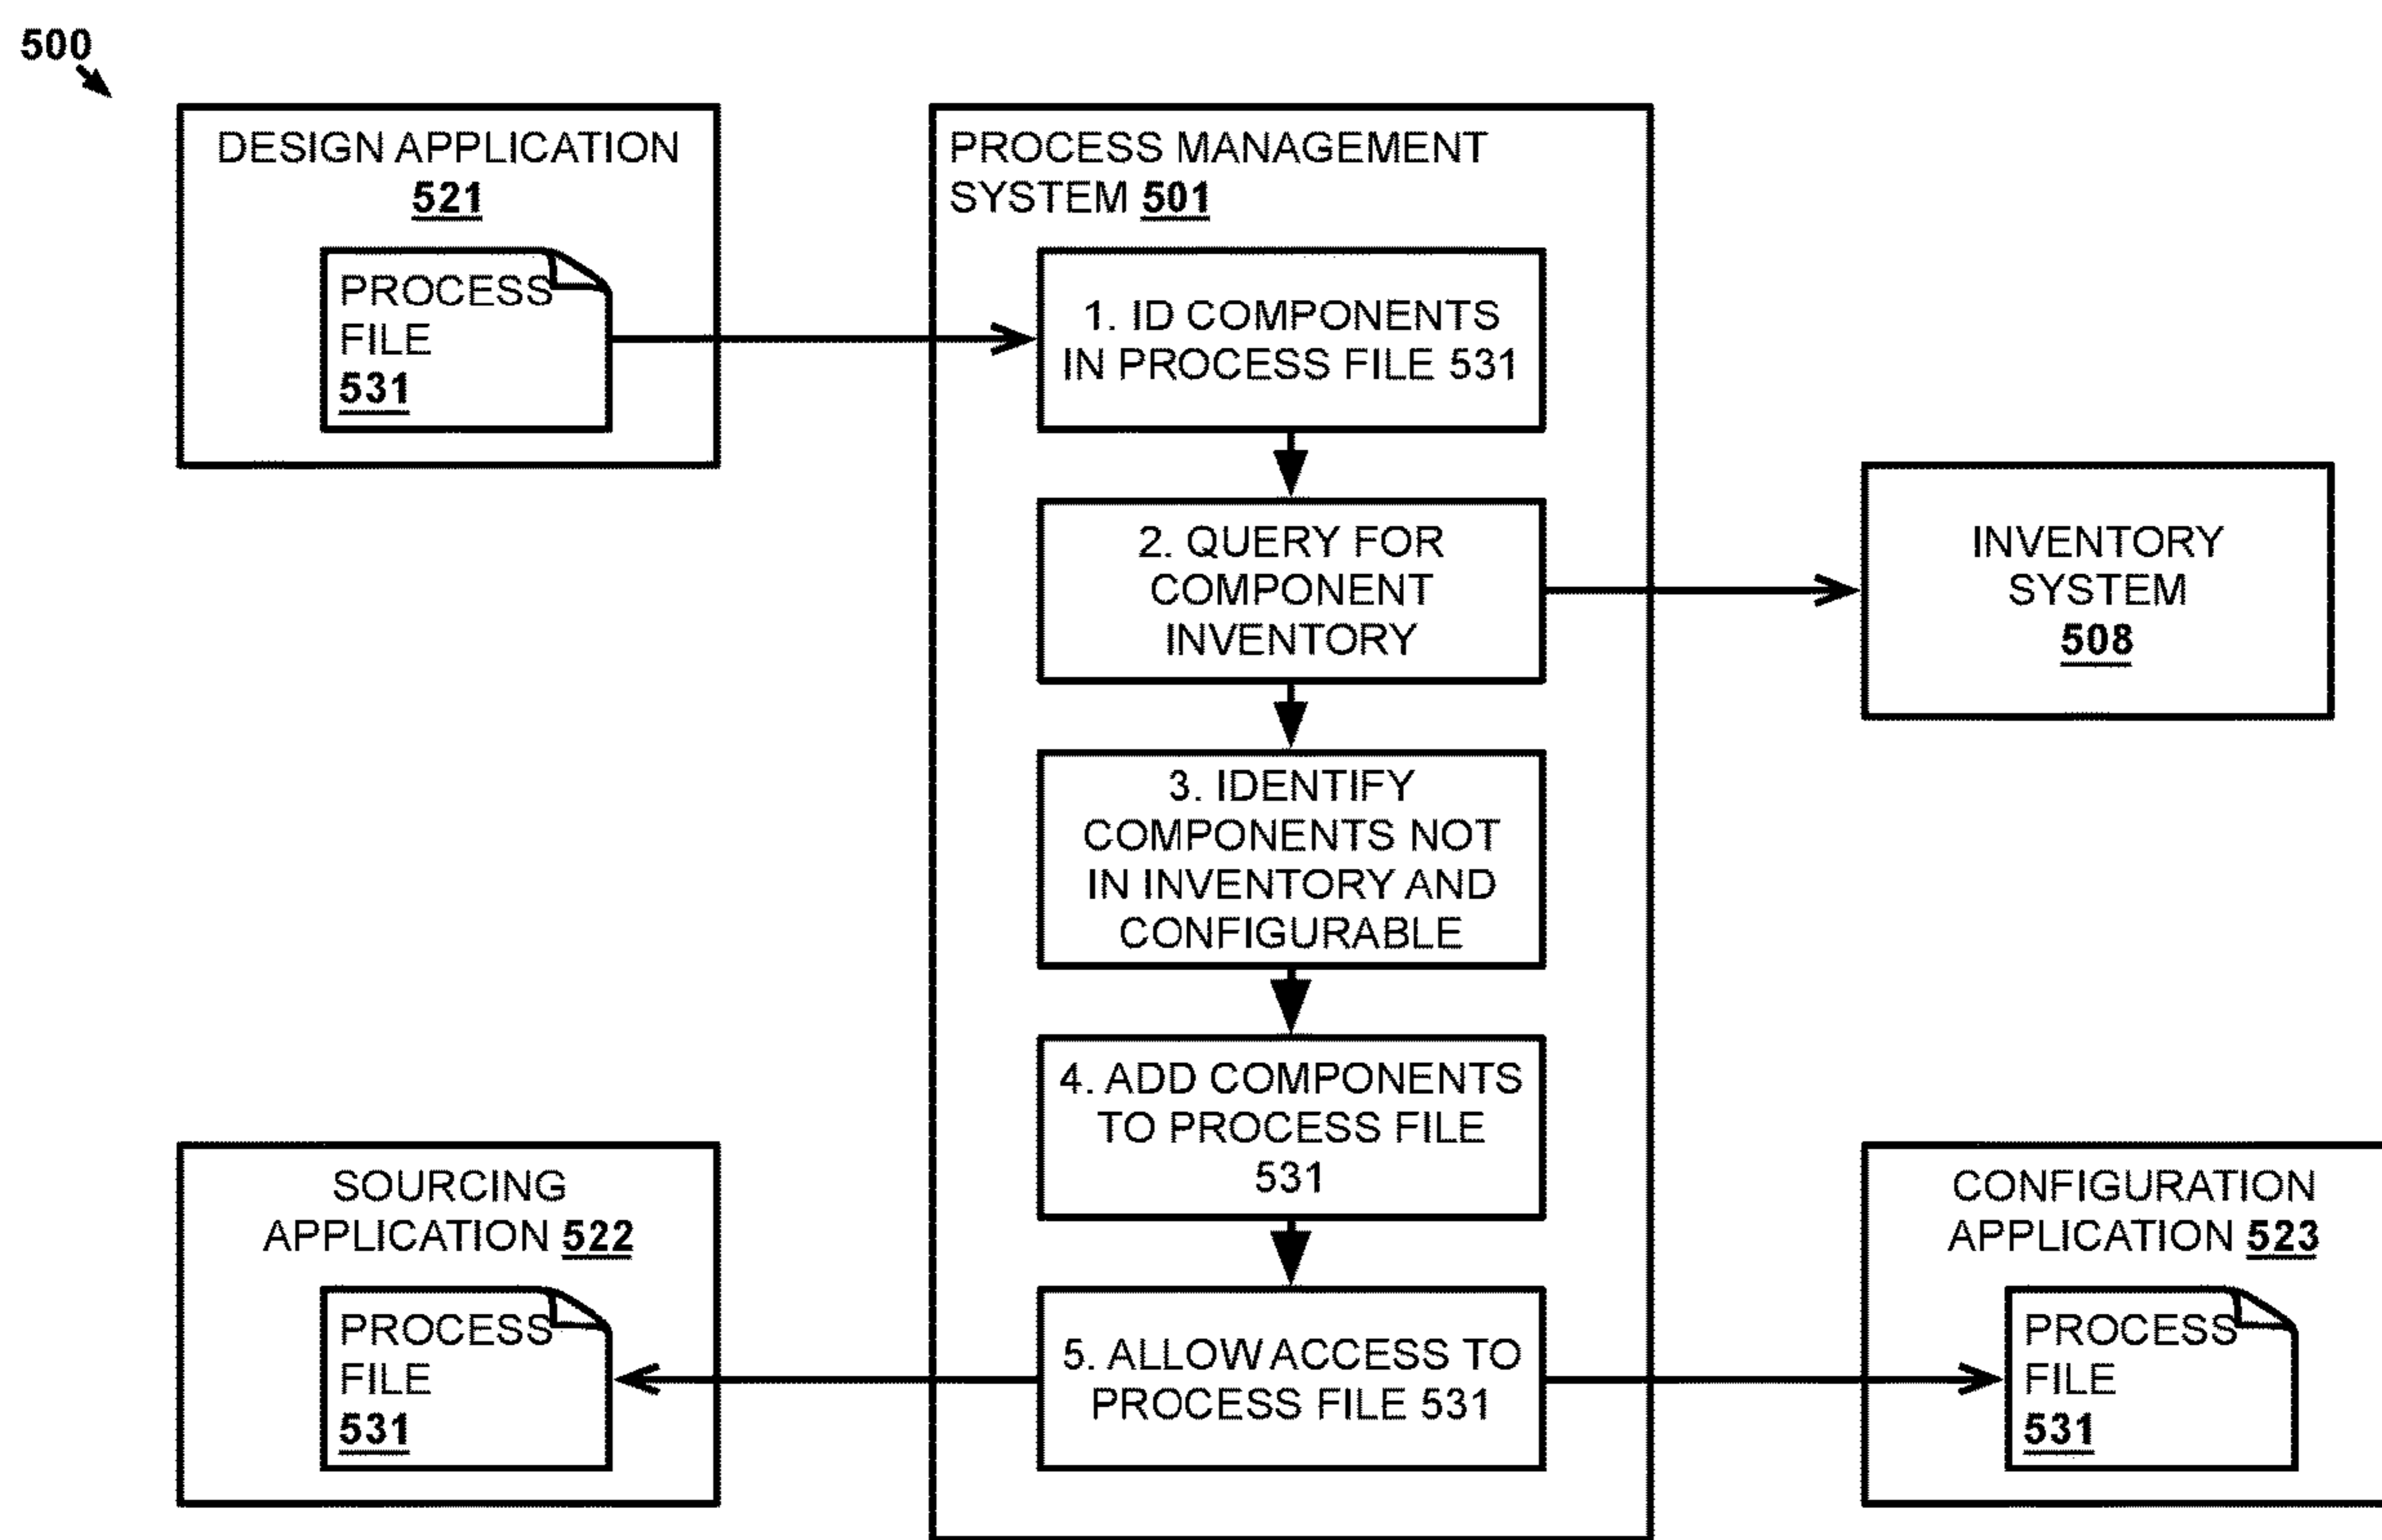 500
DESIGN APPLICATION
521
PROCESS
FILE
531
PROCESS MANAGEMENT
SYSTEM 501
1. ID COMPONENTS
IN PROCESS FILE 531
2. QUERY FOR
COMPONENT
INVENTORY
INVENTORY
SYSTEM
508
3. IDENTIFY
COMPONENTS NOT
IN INVENTORY AND
CONFIGURABLE
4. ADD COMPONENTS
TO PROCESS FILE
531
SOURCING
APPLICATION 522
PROCESS
FILE
531
5. ALLOW ACCESS TO
PROCESS FILE 531
CONFIGURATION
APPLICATION 523
PROCESS
FILE
531